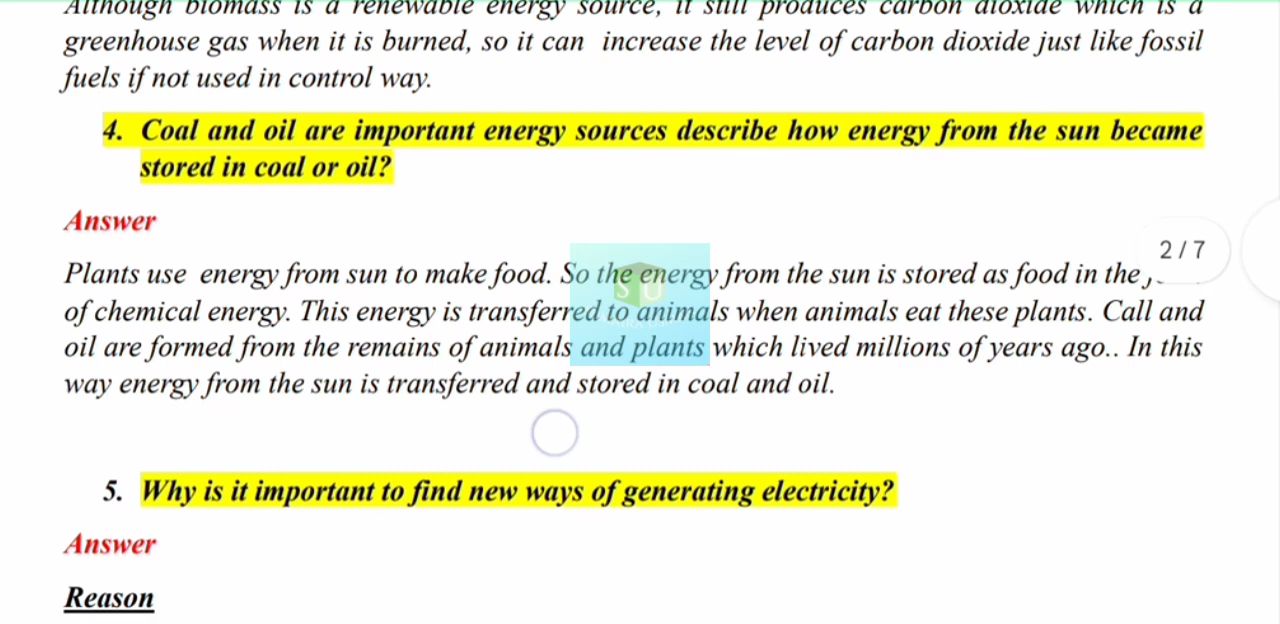 Although biomass is a renewable energy source, it still produces carbon dioxide which is a
greenhouse gas when it is burned, so it can increase the level of carbon dioxide just like fossil
fuels if not used in control way.
4. Coal and oil are important energy sources describe how energy from the sun became
stored in coal or oil?
Answer
2/7
Plants use energy from sun to make food. So the energy from the sun is stored as food in the
of chemical energy. This energy is transferred to animals when animals eat these plants. Call and
oil are formed from the remains of animals and plants which lived millions of years ago.. In this
way energy from the sun is transferred and stored in coal and oil.
5. Why is it important to find new ways of generating electricity?
Answer
Reason